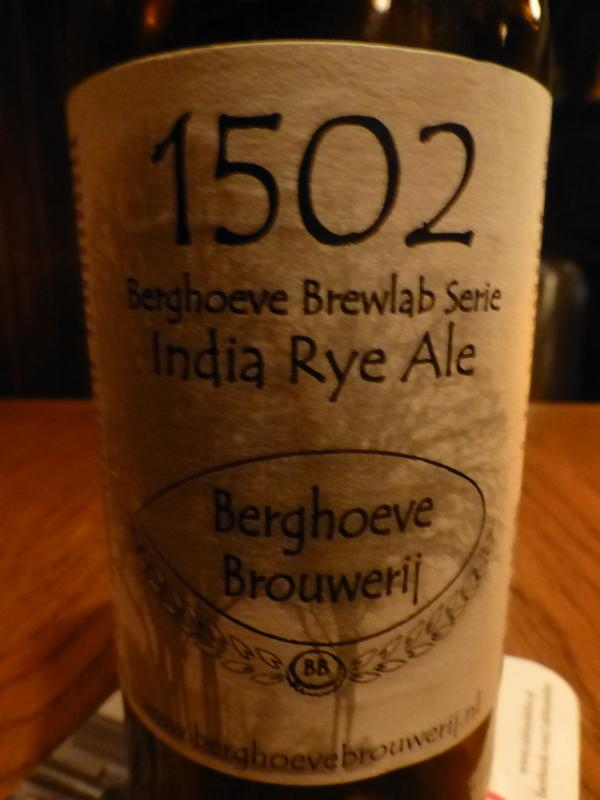 1502
Berghoeve Brewlab Serie
India Rye Ale
Berghoeve
Brouwerij
BB
www.berghoevebrouwerij.nl